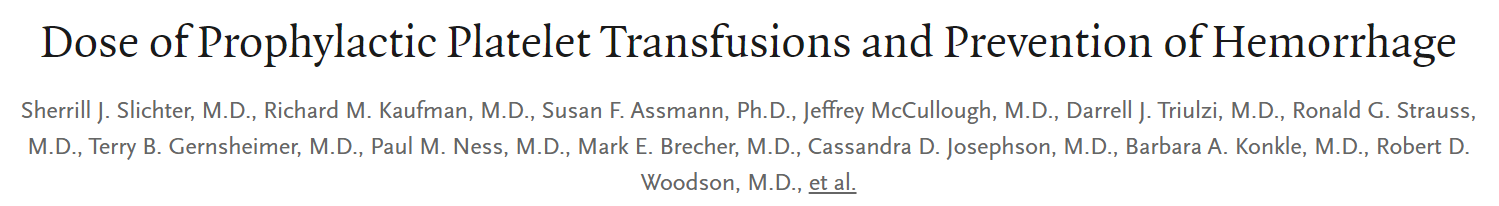 Dose of Prophylactic Platelet Transfusions and Prevention of Hemorrhage
Sherrill J. Slichter, M.D., Richard M. Kaufman, M.D., Susan F. Assmann, Ph.D., Jeffrey McCullough, M.D., Darrell J. Triulzi, M.D., Ronald G. Strauss,
M.D., Terry B. Gernsheimer, M.D., Paul M. Ness, M.D., Mark E. Brecher, M.D., Cassandra D. Josephson, M.D., Barbara A. Konkle, M.D., Robert D.
Woodson, M.D., et al.